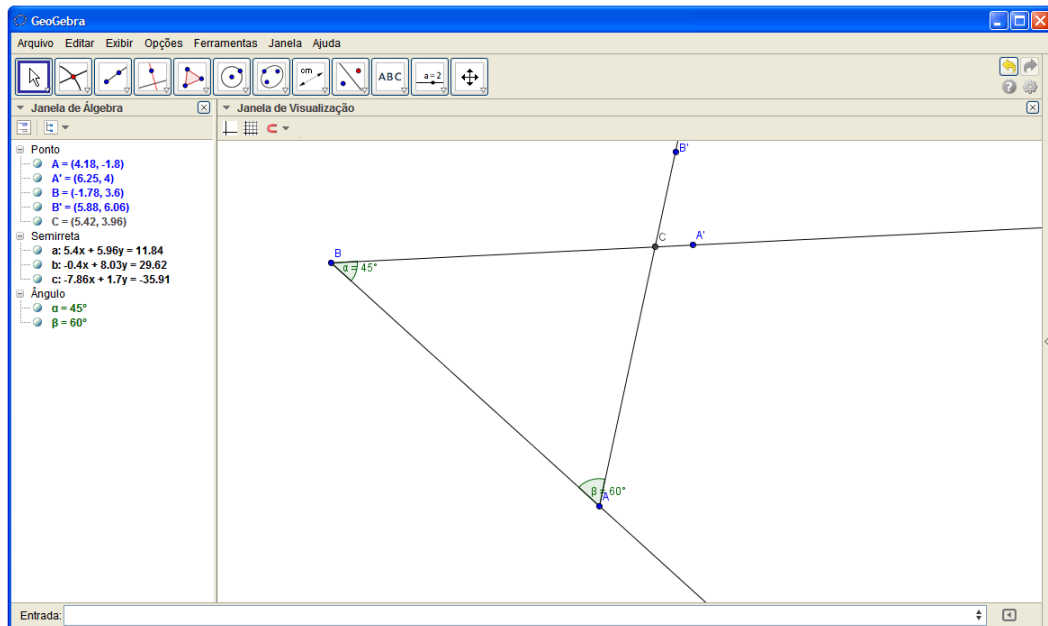 GeoGebra
Arquivo Editar Exibir Opções Ferramentas Janela Ajuda
cm
ABC
a=2
Janela de Álgebra
Janela de Visualização
Ponto
A = (4.18, -1.8)
A' = (6.25, 4)
B = (-1.78, 3.6)
B' = (5.88, 6.06)
C = (5.42, 3.96)
Semirreta
a: 5.4x + 5.96y = 11.84
b: -0.4x + 8.03y = 29.62
c: -7.86x + 1.7y = -35.91
Ângulo
α = 45º
β = 60º
B'
C
A'
B
α = 45°
β = 60°
A
Entrada: